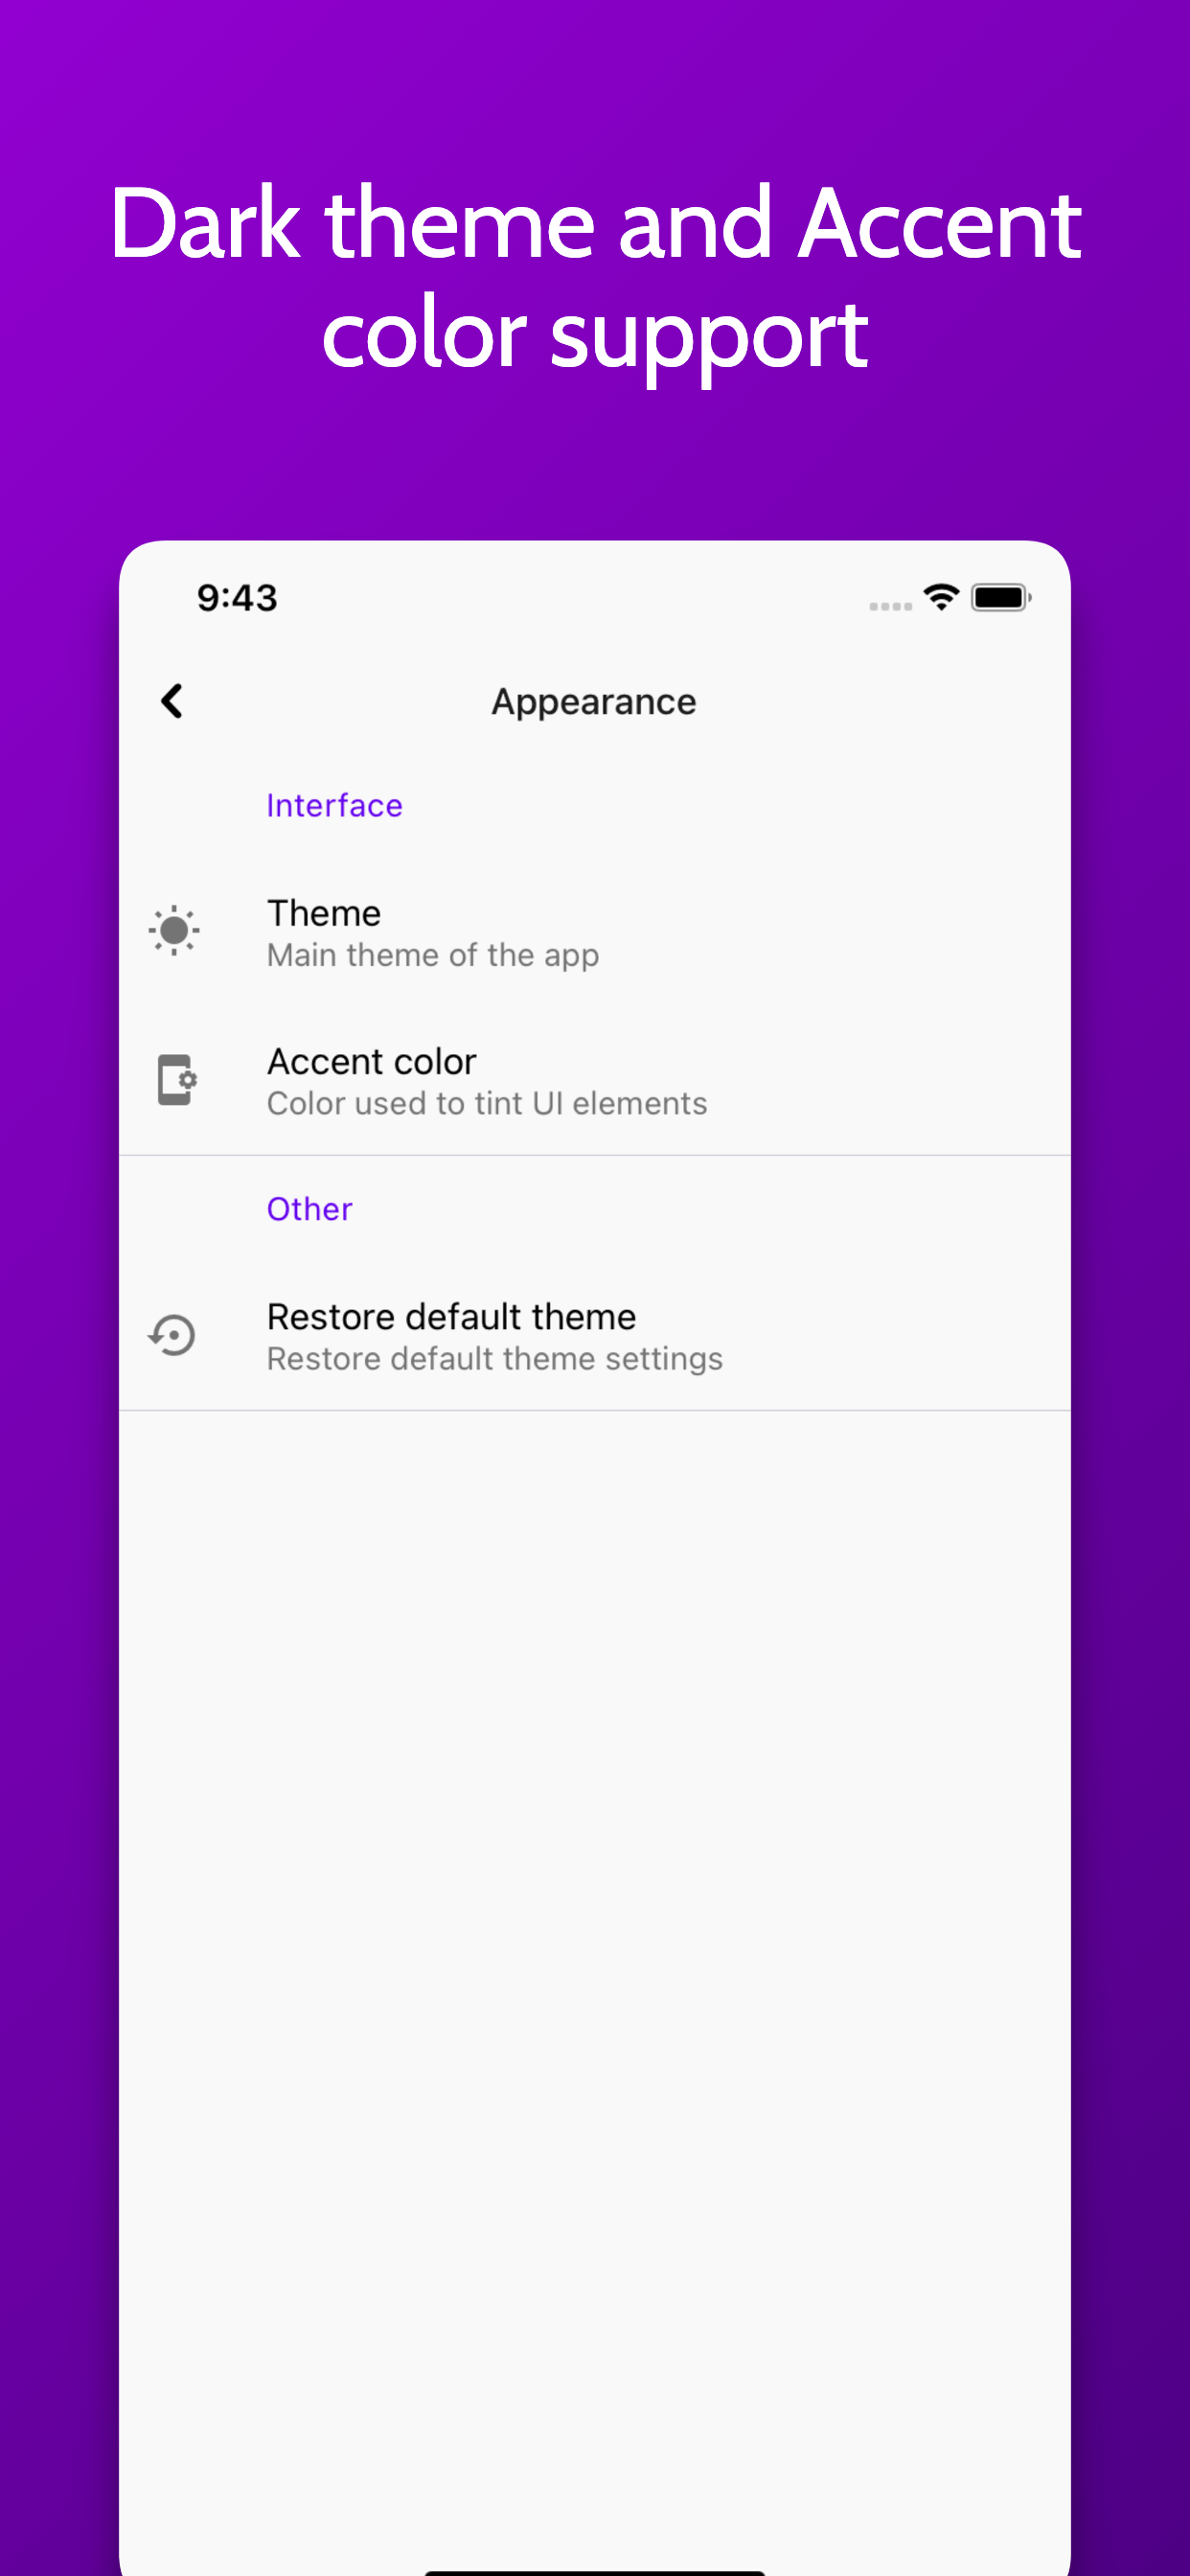 Dark theme and Accent
color support
9:43
Appearance
Interface
Theme
Main theme of the app
Accent color
Color used to tint UI elements
Other
Restore default theme
Restore default theme settings